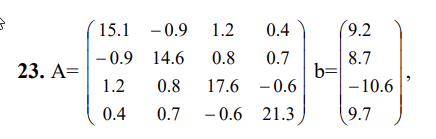 15.1 −0.9 1.2 0.4 9.2
−0.9 14.6 0.8 0.7 8.7
23. A= b= ,
1.2 0.8 17.6 −0.6 −10.6
0.4 0.7 −0.6 21.3 9.7